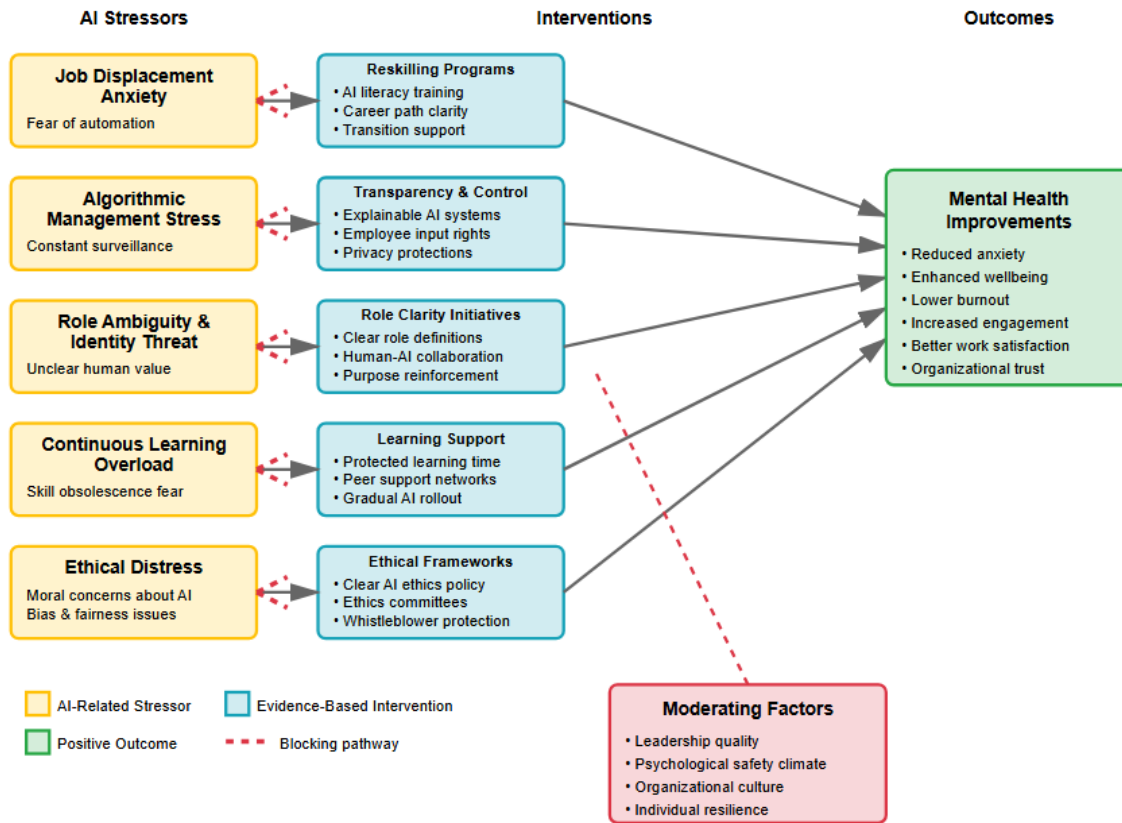 AI Stressors
Interventions
Outcomes
Job Displacement
Anxiety
Fear of automation
Reskilling Programs
• AI literacy training
• Career path clarity
• Transition support
Algorithmic
Management Stress
Constant surveillance
Transparency & Control
• Explainable AI systems
• Employee input rights
• Privacy protections
Role Ambiguity &
Identity Threat
Unclear human value
Role Clarity Initiatives
• Clear role definitions
• Human-AI collaboration
• Purpose reinforcement
Continuous Learning
Overload
Skill obsolescence fear
Learning Support
• Protected learning time
• Peer support networks
• Gradual AI rollout
Ethical Distress
Moral concerns about AI
Bias & fairness issues
Ethical Frameworks
• Clear AI ethics policy
• Ethics committees
• Whistleblower protection
Mental Health
Improvements
• Reduced anxiety
• Enhanced wellbeing
• Lower burnout
• Increased engagement
• Better work satisfaction
• Organizational trust
AI-Related Stressor
Evidence-Based Intervention
Positive Outcome
Blocking pathway
Moderating Factors
• Leadership quality
• Psychological safety climate
• Organizational culture
• Individual resilience